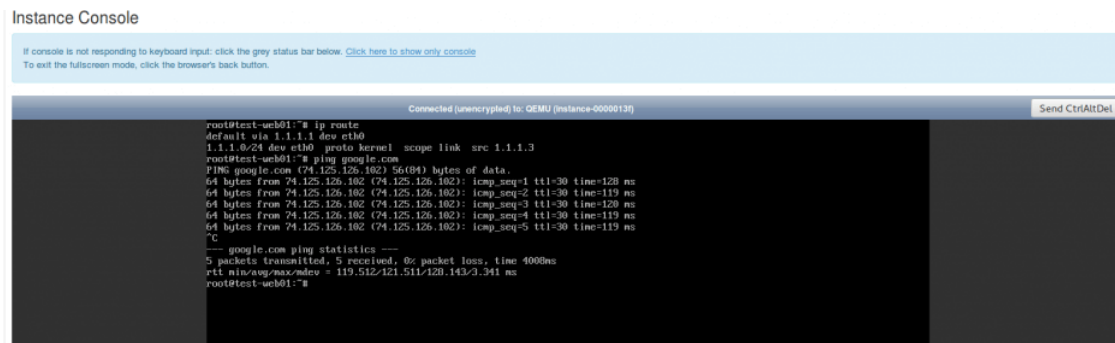 Instance Console
If console is not responding to keyboard input: click the grey status bar below. Click here to show only console
To exit the fullscreen mode, click the browser's back button.
Connected (unencrypted) to: QEMU (instance-0000013f)
Send CtrlAltDel
root@test-web01:~# ip route
default via 1.1.1.1 dev eth0
1.1.1.0/24 dev eth0  proto kernel  scope link  src 1.1.1.3
root@test-web01:~# ping google.com
PING google.com (74.125.126.102) 56(84) bytes of data.
64 bytes from 74.125.126.102 (74.125.126.102): icmp_seq=1 ttl=30 time=128 ms
64 bytes from 74.125.126.102 (74.125.126.102): icmp_seq=2 ttl=30 time=119 ms
64 bytes from 74.125.126.102 (74.125.126.102): icmp_seq=3 ttl=30 time=120 ms
64 bytes from 74.125.126.102 (74.125.126.102): icmp_seq=4 ttl=30 time=119 ms
64 bytes from 74.125.126.102 (74.125.126.102): icmp_seq=5 ttl=30 time=119 ms
^C
--- google.com ping statistics ---
5 packets transmitted, 5 received, 0% packet loss, time 4008ms
rtt min/avg/max/mdev = 119.512/121.511/128.143/3.341 ms
root@test-web01:~#